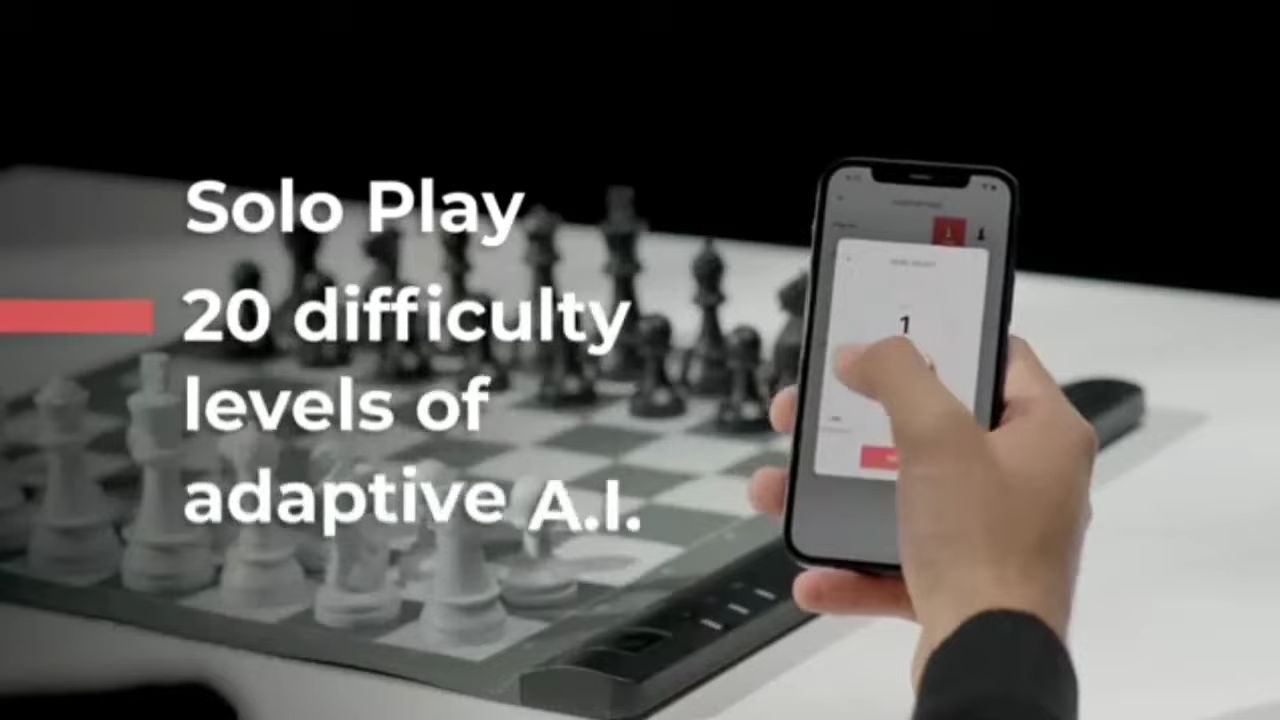 Solo Play
20 difficulty
levels of
adaptive A.I.
1